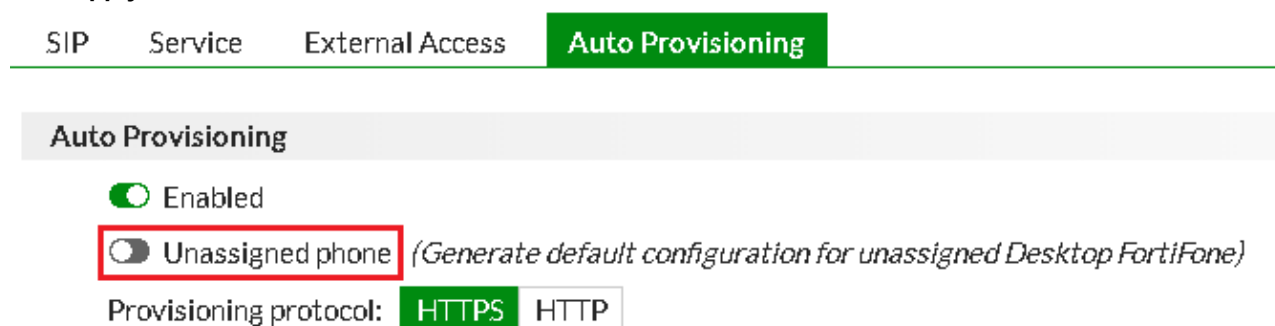 SIP Service External Access Auto Provisioning
Auto Provisioning
Enabled
Unassigned phone (Generate default configuration for unassigned Desktop FortiFone)
Provisioning protocol: HTTPS HTTP